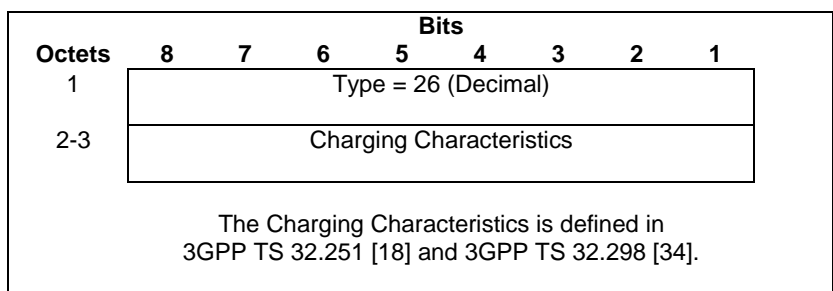 Bits
Octets 8 7 6 5 4 3 2 1
1 Type = 26 (Decimal)
2-3 Charging Characteristics
The Charging Characteristics is defined in
3GPP TS 32.251 [18] and 3GPP TS 32.298 [34].